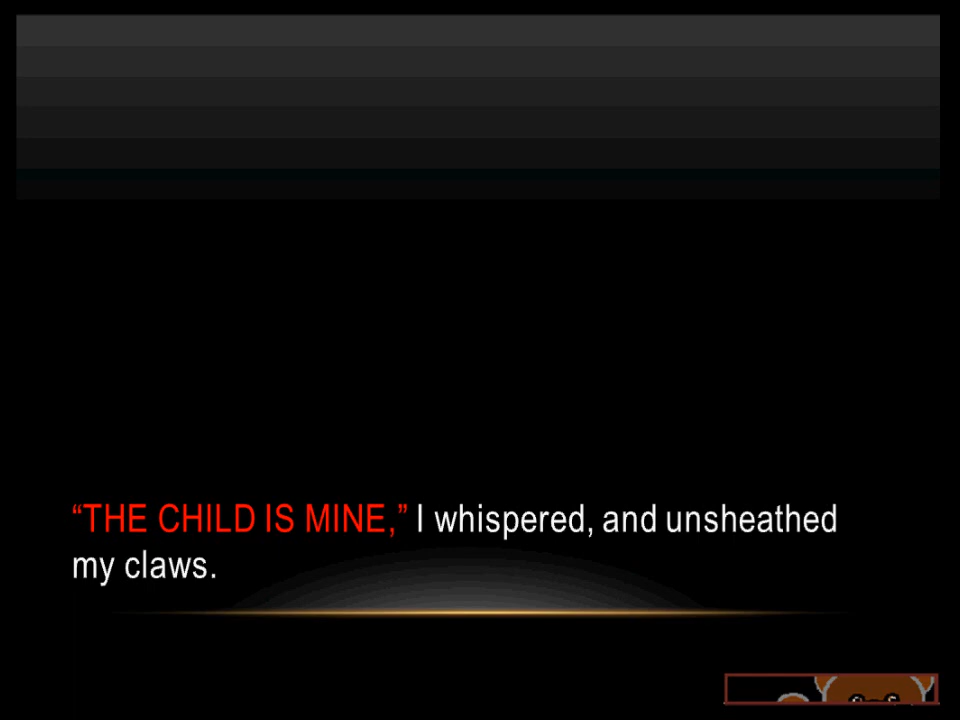 “THE CHILD IS MINE,” I whispered, and unsheathed
my claws.